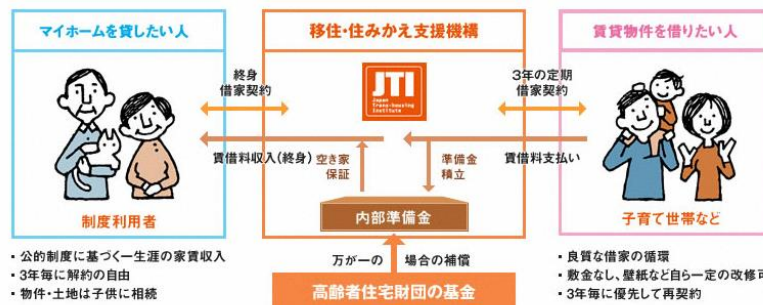 マイホームを貸したい人
移住・住みかえ支援機構
賃貸物件を借りたい人
終身
借家契約
JTI
Japan
Trans-housing
Institute
3年の定期
借家契約
賃借料収入(終身)
空き家
保証
準備金
積立
賃借料支払い
制度利用者
内部準備金
子育て世帯など
・公的制度に基づく一生涯の家賃収入
・3年毎に解約の自由
・物件・土地は子供に相続
万が一の
場合の補償
高齢者住宅財団の基金
・良質な借家の循環
・敷金なし、壁紙など自ら一定の改修可
・3年毎に優先して再契約